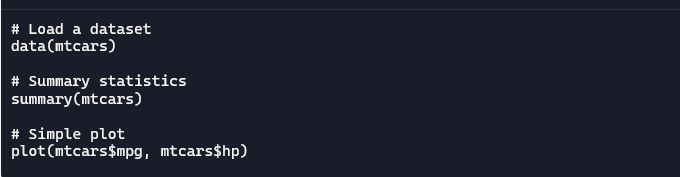 # Load a dataset
data(mtcars)
# Summary statistics
summary(mtcars)
# Simple plot
plot(mtcars$mpg, mtcars$hp)